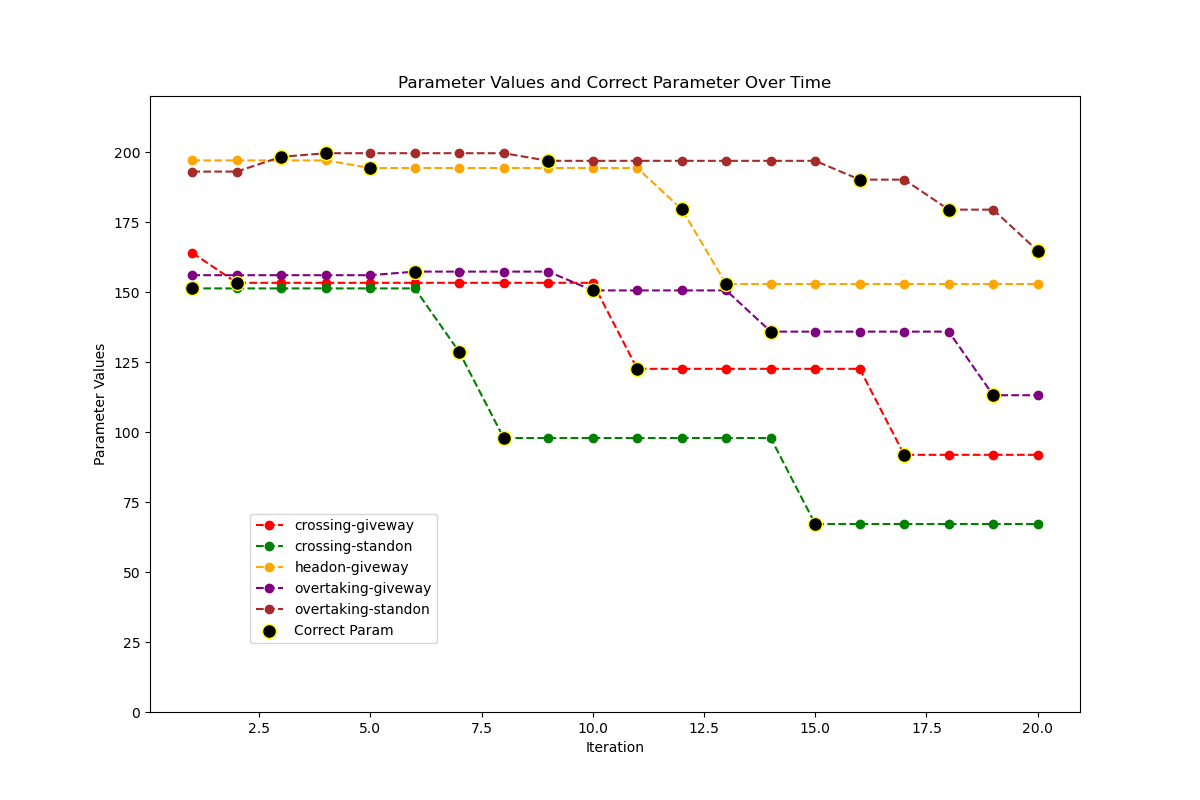 Parameter Values and Correct Parameter Over Time
Parameter Values
200
175
150
125
100
75
50
25
0
crossing-giveway
crossing-standon
headon-giveway
overtaking-giveway
overtaking-standon
Correct Param
2.5 5.0 7.5 10.0 12.5 15.0 17.5 20.0
Iteration